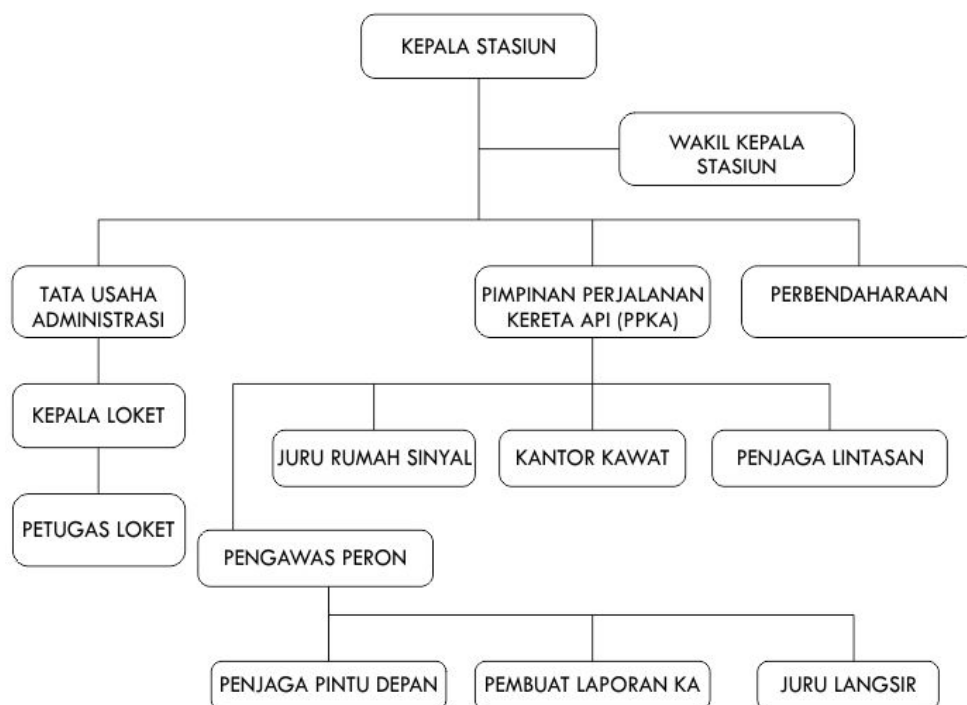 KEPALA STASIUN
WAKIL KEPALA
STASIUN
TATA USAHA
ADMINISTRASI
PIMPINAN PERJALANAN
KERETA API (PPKA)
PERBENDAHARAAN
KEPALA LOKET
JURU RUMAH SINYAL
KANTOR KAWAT
PENJAGA LINTASAN
PETUGAS LOKET
PENGAWAS PERON
PENJAGA PINTU DEPAN
PEMBUAT LAPORAN KA
JURU LANGSIR